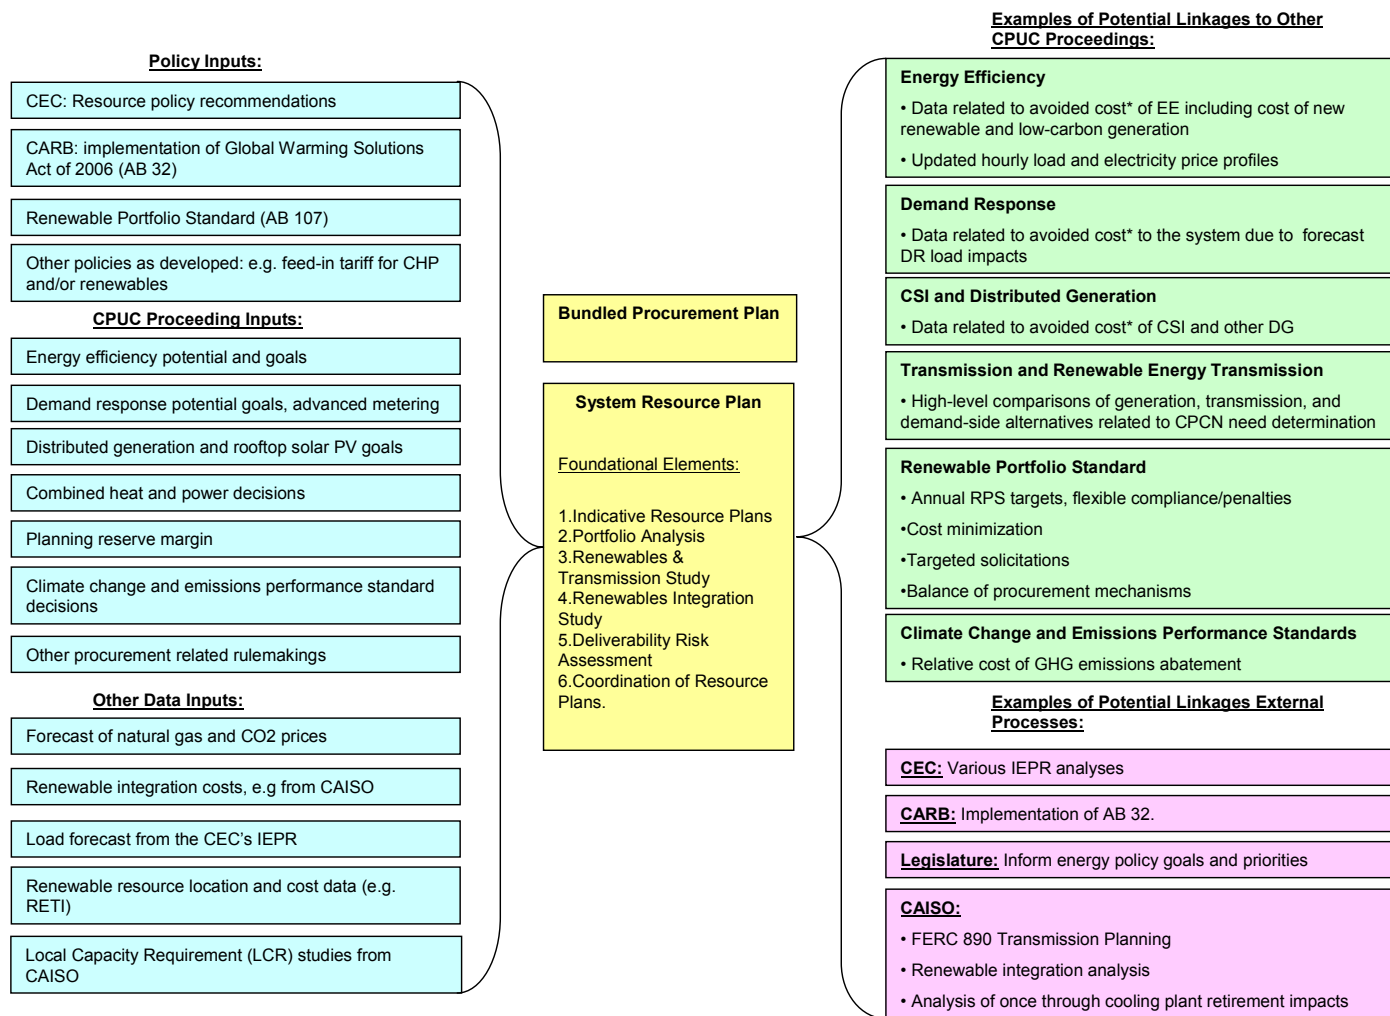 Policy Inputs:
CEC: Resource policy recommendations
CARB: implementation of Global Warming Solutions
Act of 2006 (AB 32)
Renewable Portfolio Standard (AB 107)
Other policies as developed: e.g. feed-in tariff for CHP
and/or renewables
CPUC Proceeding Inputs:
Energy efficiency potential and goals
Demand response potential goals, advanced metering
Distributed generation and rooftop solar PV goals
Combined heat and power decisions
Planning reserve margin
Climate change and emissions performance standard
decisions
Other procurement related rulemakings
Other Data Inputs:
Forecast of natural gas and CO2 prices
Renewable integration costs, e.g from CAISO
Load forecast from the CEC's IEPR
Renewable resource location and cost data (e.g.
RETI)
Local Capacity Requirement (LCR) studies from
CAISO
Bundled Procurement Plan
System Resource Plan
Foundational Elements:
1.Indicative Resource Plans
2.Portfolio Analysis
3.Renewables &
Transmission Study
4.Renewables Integration
Study
5.Deliverability Risk
Assessment
6.Coordination of Resource
Plans.
Examples of Potential Linkages to Other
CPUC Proceedings:
Energy Efficiency
• Data related to avoided cost* of EE including cost of new
renewable and low-carbon generation
• Updated hourly load and electricity price profiles
Demand Response
• Data related to avoided cost* to the system due to forecast
DR load impacts
CSI and Distributed Generation
• Data related to avoided cost* of CSI and other DG
Transmission and Renewable Energy Transmission
• High-level comparisons of generation, transmission, and
demand-side alternatives related to CPCN need determination
Renewable Portfolio Standard
• Annual RPS targets, flexible compliance/penalties
•Cost minimization
•Targeted solicitations
•Balance of procurement mechanisms
Climate Change and Emissions Performance Standards
• Relative cost of GHG emissions abatement
Examples of Potential Linkages External
Processes:
CEC: Various IEPR analyses
CARB: Implementation of AB 32.
Legislature: Inform energy policy goals and priorities
CAISO:
• FERC 890 Transmission Planning
• Renewable integration analysis
• Analysis of once through cooling plant retirement impacts